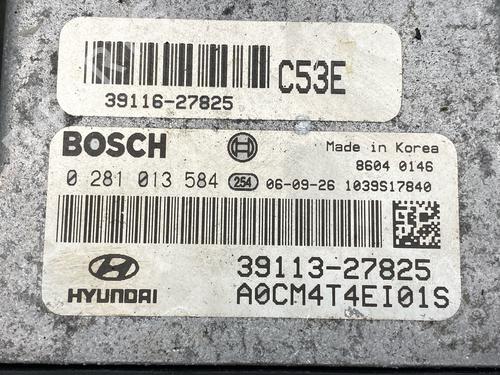 39116-27825
C53E
BOSCH
Made in Korea
8604 0146
0 281 013 584 254 06-09-26 1039S17840
39113-27825
HYUNDAI
A0CM4T4EI01S